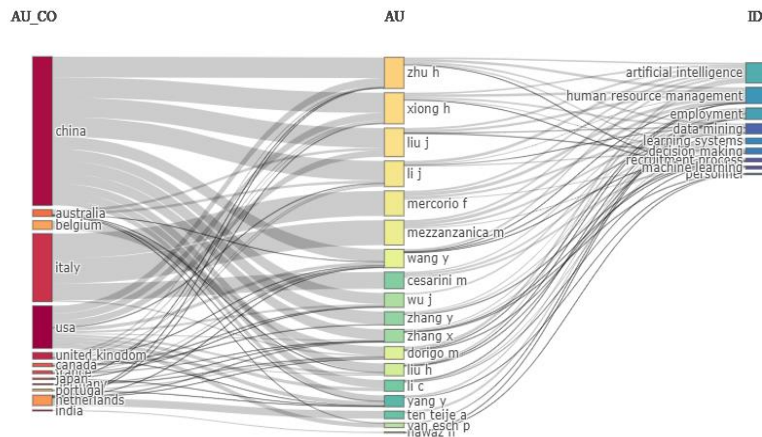 AU_CO
AU
ID
china
australia
belgium
italy
usa
united kingdom
canada
japan
portugal
netherlands
india
zhu h
xiong h
liu j
li j
mercorio f
mezzanzanica m
wang y
cesarini m
wu j
zhang y
zhang x
dorigo m
liu h
li c
yang y
ten teije a
van esch p
artificial intelligence
human resource management
employment
data mining
learning systems
decision making
recruitment process
machine learning